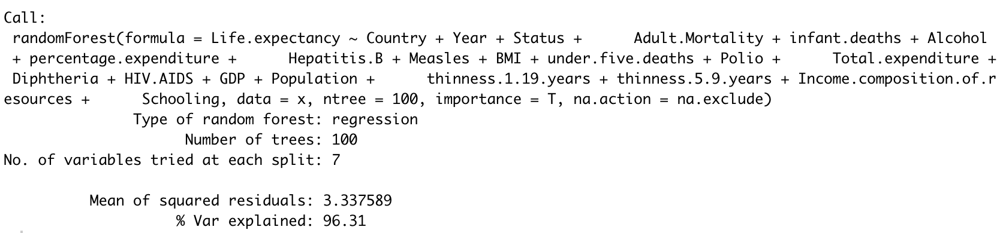 Call:
 randomForest(formula = Life.expectancy ~ Country + Year + Status +      Adult.Mortality + infant.deaths + Alcohol
 + percentage.expenditure +      Hepatitis.B + Measles + BMI + under.five.deaths + Polio +      Total.expenditure +
 Diphtheria + HIV.AIDS + GDP + Population +      thinness.1.19.years + thinness.5.9.years + Income.composition.of.r
esources +      Schooling, data = x, ntree = 100, importance = T, na.action = na.exclude)
               Type of random forest: regression
                     Number of trees: 100
No. of variables tried at each split: 7

          Mean of squared residuals: 3.337589
                    % Var explained: 96.31